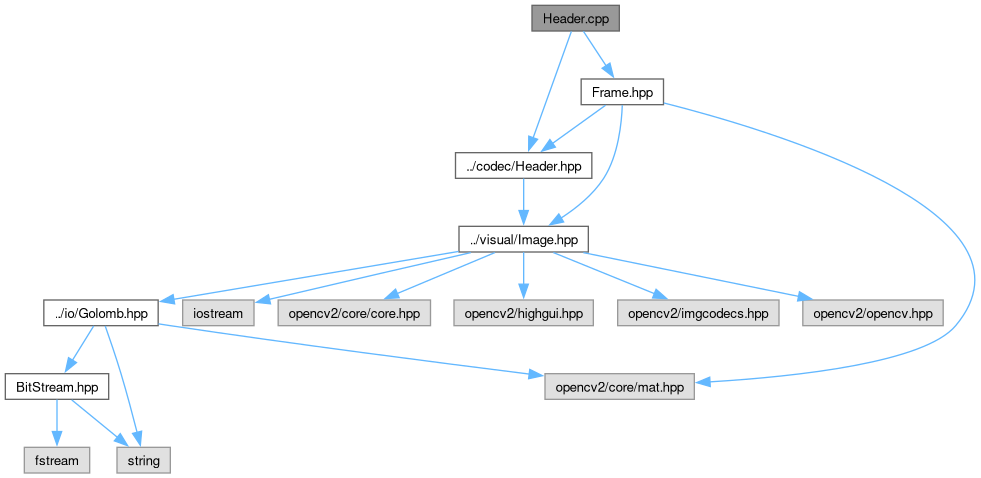 Header.cpp
Frame.hpp
../codec/Header.hpp
../visual/Image.hpp
../io/Golomb.hpp
iostream
opencv2/core/core.hpp
opencv2/highgui.hpp
opencv2/imgcodecs.hpp
opencv2/opencv.hpp
BitStream.hpp
opencv2/core/mat.hpp
fstream
string